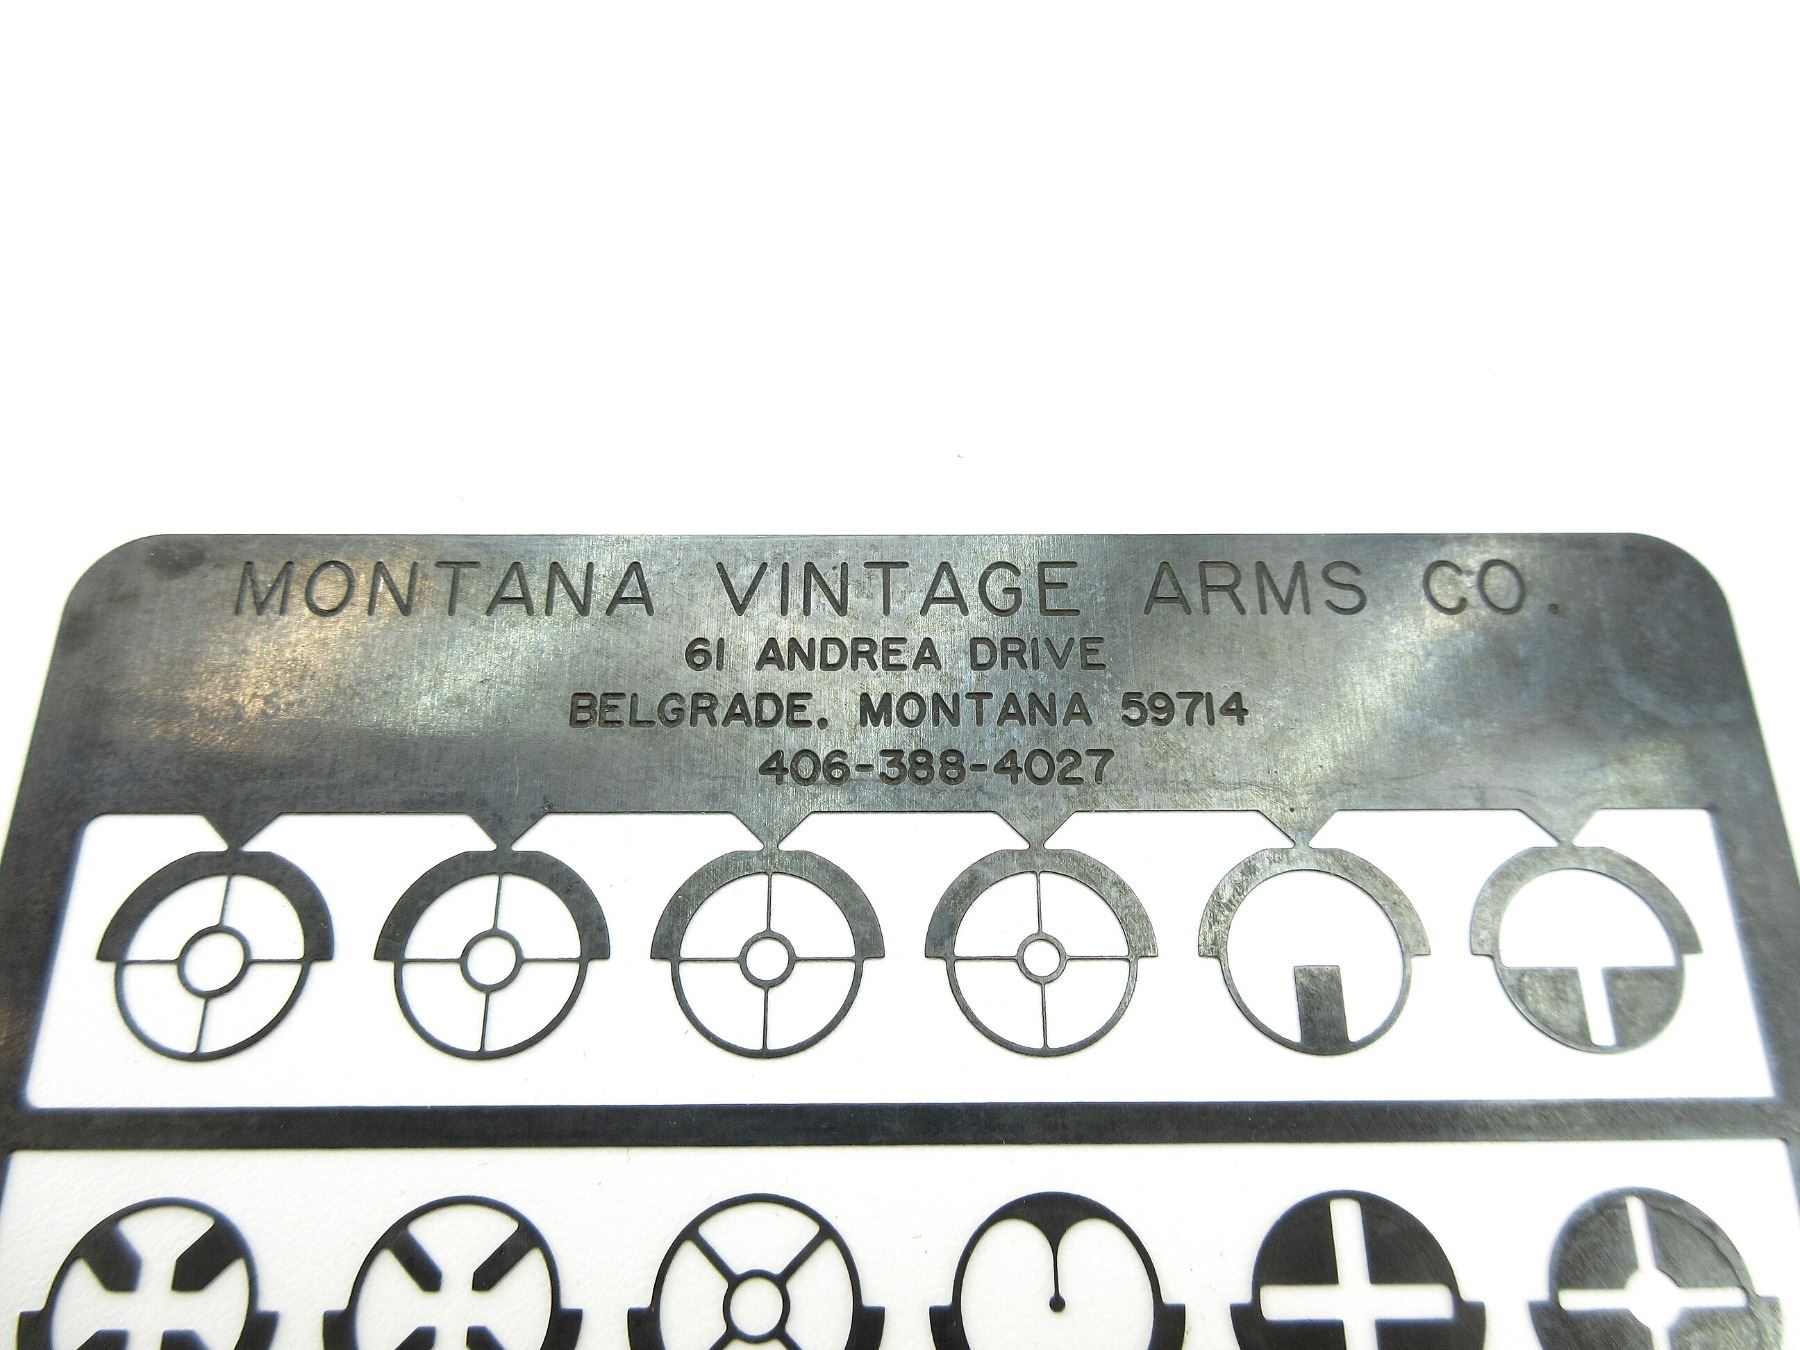 MONTANA VINTAGE ARMS CO.
61 ANDREA DRIVE
BELGRADE, MONTANA 59714
406-388-4027